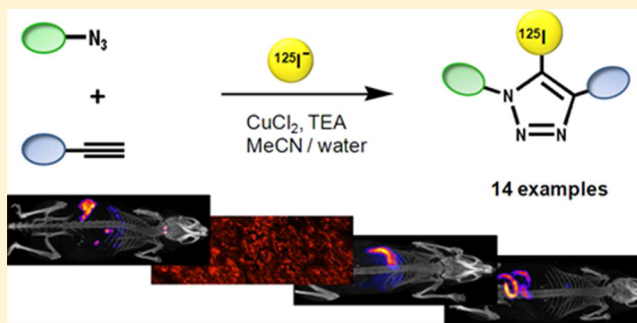 N₃
+
¹²⁵I⁻
CuCl₂, TEA
MeCN / water
¹²⁵I
N
N=N
14 examples